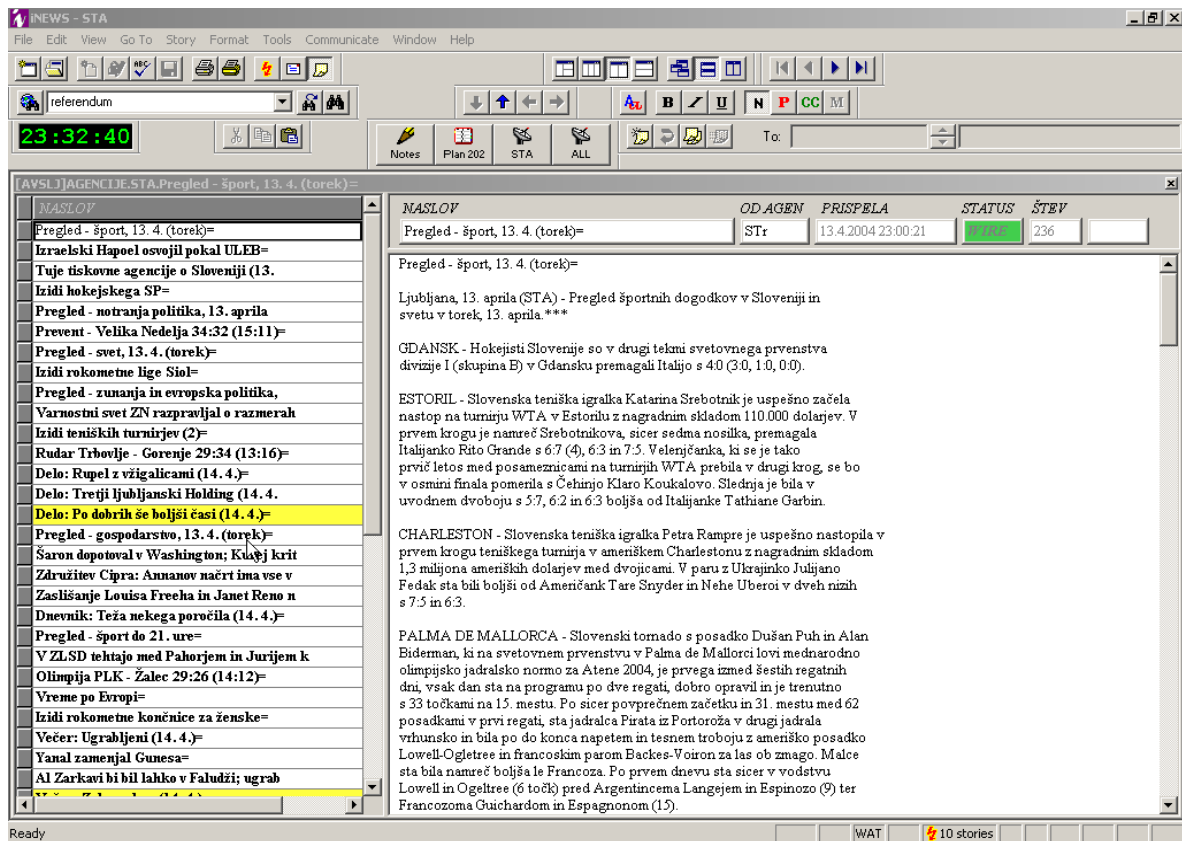 iNEWS - STA
File Edit View Go To Story Format Tools Communicate Window Help
ABC
referendum
AL B I U N P CC M
23:32:40
Notes Plan 202 STA ALL
To:
[AVSLJ]AGENCIJE.STA.Pregled - šport, 13. 4. (torek)=
NASLOV
Pregled - šport, 13. 4. (torek)=
Izraelski Hapoel osvojil pokal ULEB=
Tuje tiskovne agencije o Sloveniji (13.
Izidi hokejskega SP=
Pregled - notranja politika, 13. aprila
Prevent - Velika Nedelja 34:32 (15:11)=
Pregled - svet, 13. 4. (torek)=
Izidi rokometne lige Siol=
Pregled - zunanja in evropska politika,
Varnostni svet ZN razpravljal o razmerah
Izidi teniških turnirjev (2)=
Rudar Trbovlje - Gorenje 29:34 (13:16)=
Delo: Rupel z vžigalicami (14. 4.)=
Delo: Tretji ljubljanski Holding (14. 4.
Delo: Po dobrih še boljši časi (14. 4.)=
Pregled - gospodarstvo, 13. 4. (torek)=
Šaron dopotoval v Washington; Kurej krit
Združitev Cipra: Annanov načrt ima vse v
Zaslišanje Louisa Freeha in Janet Reno n
Dnevnik: Teža nekega poročila (14. 4.)=
Pregled - šport do 21. ure=
V ZLSD tehtajo med Pahorjem in Jurijem k
Olimpija PLK - Žalec 29:26 (14:12)=
Vreme po Evropi=
Izidi rokometne končnice za ženske=
Večer: Ugrabljeni (14. 4.)=
Yanal zamenjal Gunesa=
Al Zarkavi bi bil lahko v Faludži; ugrab
NASLOV OD AGEN PRISPELA STATUS ŠTEV
Pregled - šport, 13. 4. (torek)= STr 13.4.2004 23:00:21 WIRE 236
Pregled - šport, 13. 4. (torek)=
Ljubljana, 13. aprila (STA) - Pregled športnih dogodkov v Sloveniji in
svetu v torek, 13. aprila.***
GDANSK - Hokejisti Slovenije so v drugi tekmi svetovnega prvenstva
divizije I (skupina B) v Gdansku premagali Italijo s 4:0 (3:0, 1:0, 0:0).
ESTORIL - Slovenska teniška igralka Katarina Srebotnik je uspešno začela
nastop na turnirju WTA v Estorilu z nagradnim skladom 110.000 dolarjev. V
prvem krogu je namreč Srebotnikova, sicer sedma nosilka, premagala
Italijanko Rito Grande s 6:7 (4), 6:3 in 7:5. Velenjčanka, ki se je tako
prvič letos med posameznicami na turnirjih WTA prebila v drugi krog, se bo
v osmini finala pomerila s Čehinjo Klaro Koukalovo. Slednja je bila v
uvodnem dvoboju s 5:7, 6:2 in 6:3 boljša od Italijanke Tathiane Garbin.
CHARLESTON - Slovenska teniška igralka Petra Rampre je uspešno nastopila v
prvem krogu teniškega turnirja v ameriškem Charlestonu z nagradnim skladom
1,3 milijona ameriških dolarjev med dvojicami. V paru z Ukrajinko Julijano
Fedak sta bili boljši od Američank Tare Snyder in Nehe Uberoi v dveh nizih
s 7:5 in 6:3.
PALMA DE MALLORCA - Slovenski tornado s posadko Dušan Puh in Alan
Biderman, ki na svetovnem prvenstvu v Palma de Mallorci lovi mednarodno
olimpijsko jadralsko normo za Atene 2004, je prvega izmed šestih regatnih
dni, vsak dan sta na programu po dve regati, dobro opravil in je trenutno
s 33 točkami na 15. mestu. Po sicer povprečnem začetku in 31. mestu med 62
posadkami v prvi regati, sta jadralca Pirata iz Portoroža v drugi jadrala
vrhunsko in bila po do konca napetem in tesnem troboju z ameriško posadko
Lowell-Ogletree in francoskim parom Backes-Voiron za las ob zmago. Malce
sta bila namreč boljša le Francoza. Po prvem dnevu sta sicer v vodstvu
Lowell in Ogeltree (6 točk) pred Argentincema Langejem in Espinozo (9) ter
Francozoma Guichardom in Espagnonom (15).
Ready WAT 10 stories